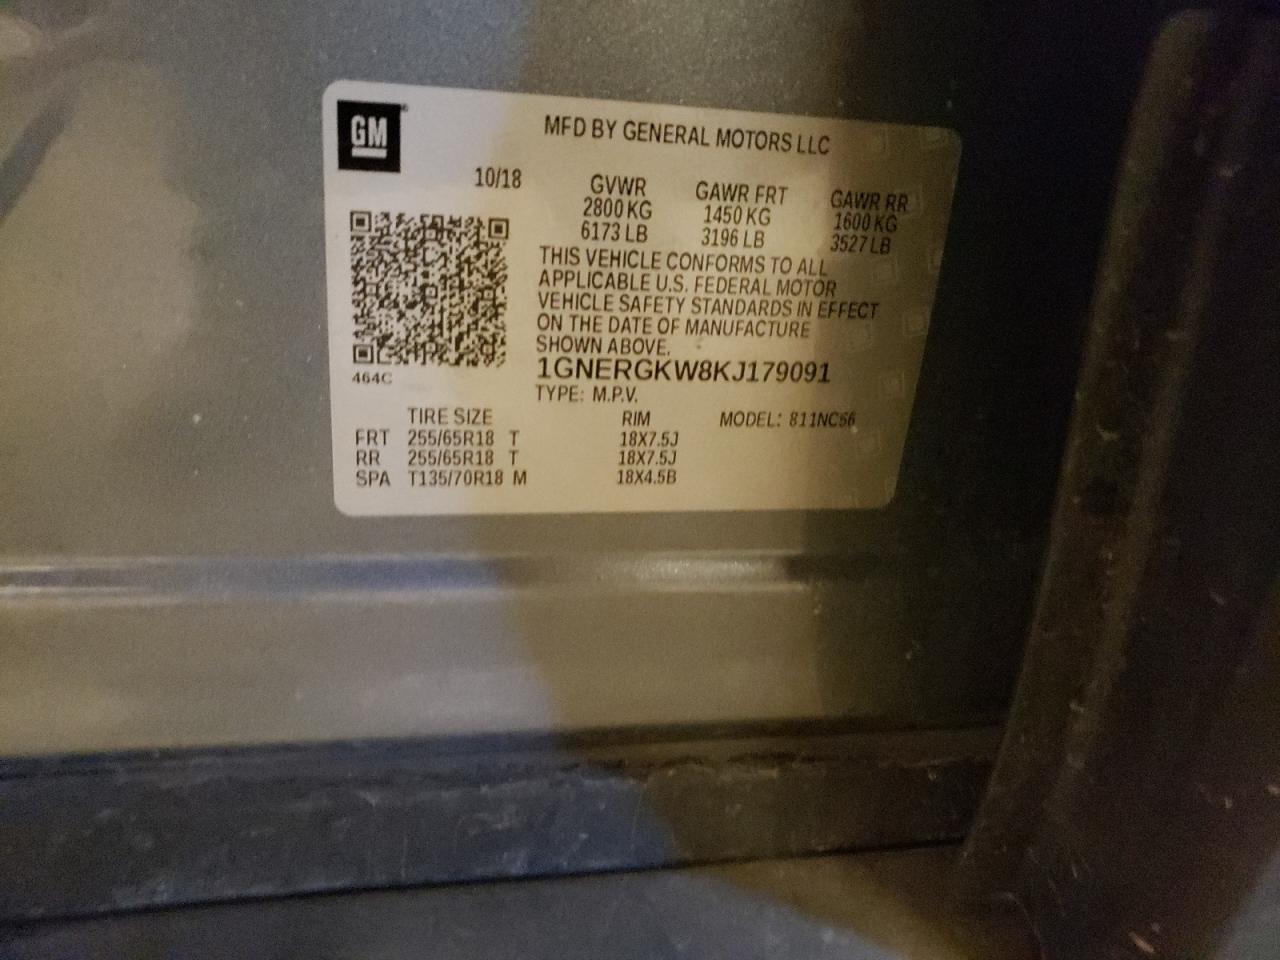 GM
MFD BY GENERAL MOTORS LLC
10/18 GVWR GAWR FRT GAWR RR
2800 KG 1450 KG 1600 KG
6173 LB 3196 LB 3527 LB
THIS VEHICLE CONFORMS TO ALL
APPLICABLE U.S. FEDERAL MOTOR
VEHICLE SAFETY STANDARDS IN EFFECT
ON THE DATE OF MANUFACTURE
SHOWN ABOVE.
1GNERGKW8KJ179091
464C
TYPE: M.P.V.
TIRE SIZE RIM MODEL: 811NC56
FRT 255/65R18 T 18X7.5J
RR 255/65R18 T 18X7.5J
SPA T135/70R18 M 18X4.5B